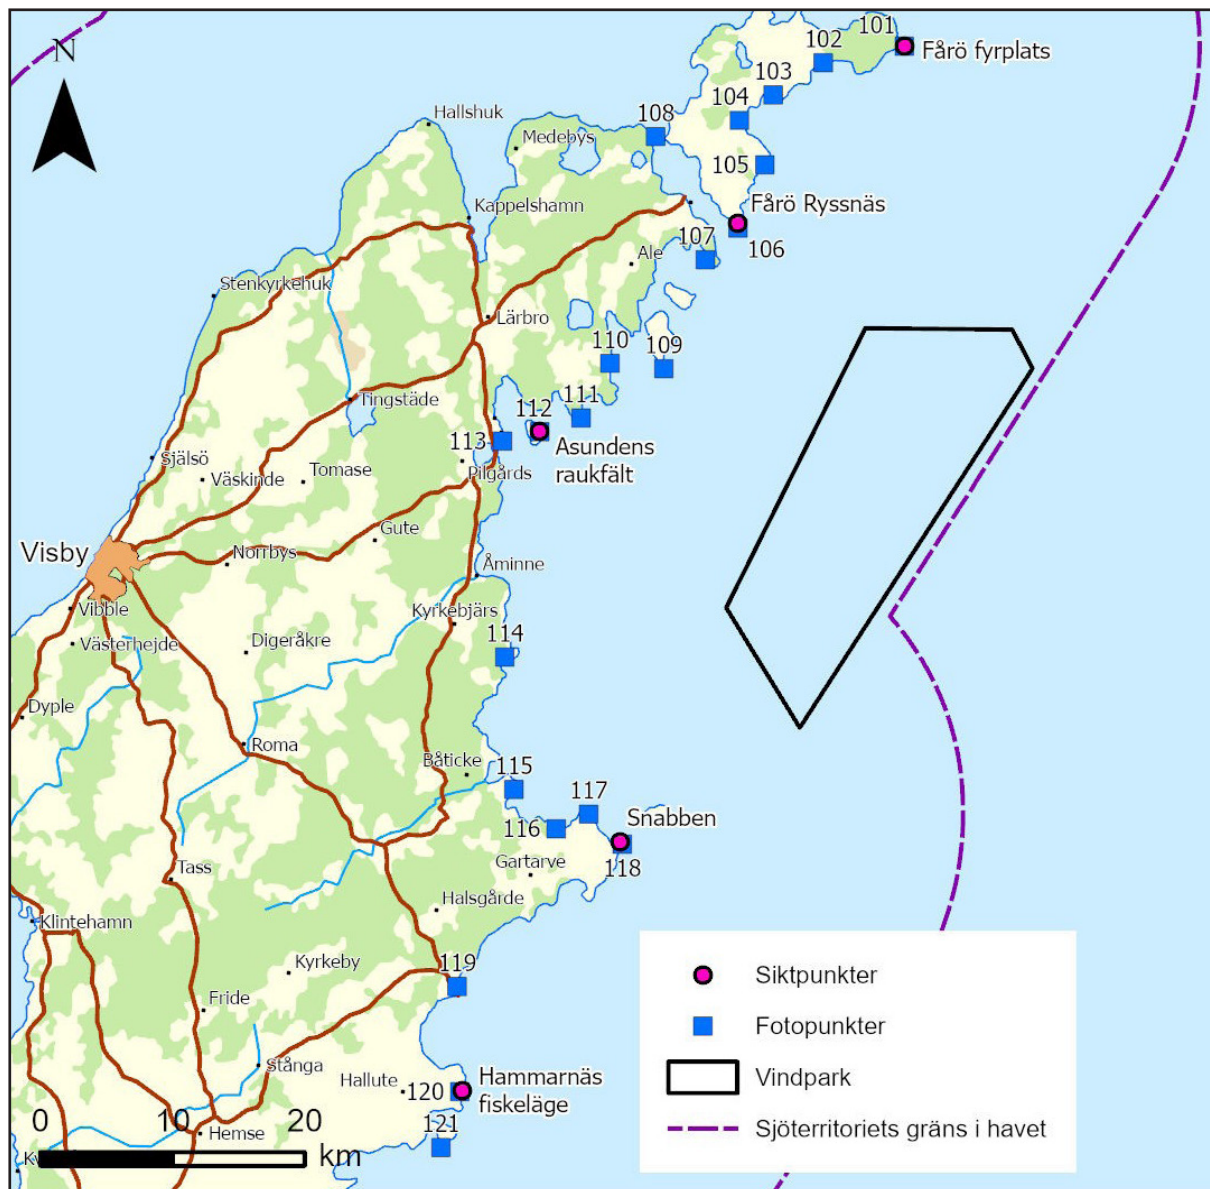 101
102
Fårö fyrplats
N
103
Hallshuk
104
108
Medebys
105
Fårö Ryssnäs
Kappelshamn
107
106
Ale
Stenkyrkehuk
Lärbro
110
109
Tingstäde
111
112
113
Asundens
raukfält
Själsö
Väskinde
Tomase
Pilgårds
Gute
Visby
Norrbys
Åminne
Vibble
Kyrkebjärs
Västerhejde
Digeråkre
114
Dyple
Roma
Båticke
115
117
Snabben
116
118
Tass
Gartarve
Halsgårde
Klintehamn
Kyrkeby
119
Siktpunkter
Fride
Fotopunkter
Stånga
Hallute
120
Hammarnäs
fiskeläge
Vindpark
0 10 20
km
Hemse
121
Sjöterritoriets gräns i havet